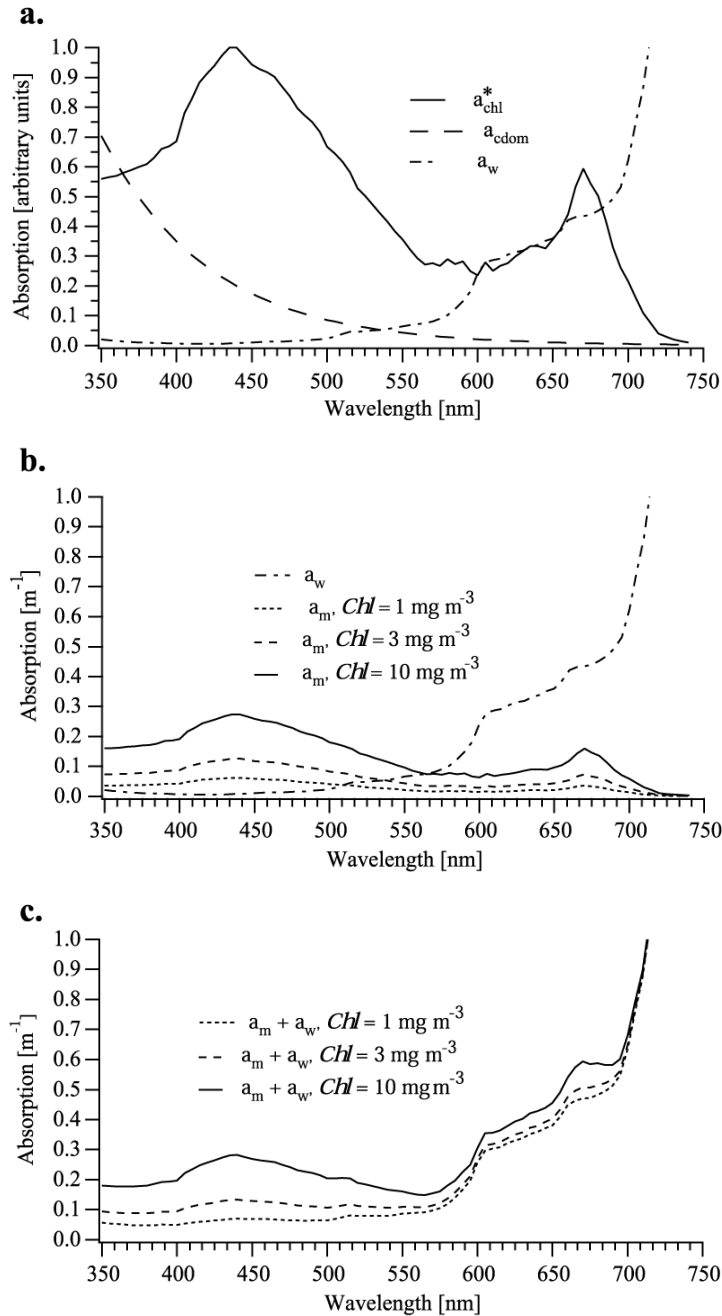 a.
1.0
0.9
0.8
0.7
0.6
0.5
0.4
0.3
0.2
0.1
0.0
Absorption [arbitrary units]
a*chl
acdom
aw
350 400 450 500 550 600 650 700 750
Wavelength [nm]
b.
1.0
0.9
0.8
0.7
0.6
0.5
0.4
0.3
0.2
0.1
0.0
Absorption [m-1]
aw
am, Chl = 1 mg m-3
am, Chl = 3 mg m-3
am, Chl = 10 mg m-3
350 400 450 500 550 600 650 700 750
Wavelength [nm]
c.
1.0
0.9
0.8
0.7
0.6
0.5
0.4
0.3
0.2
0.1
0.0
Absorption [m-1]
am + aw, Chl = 1 mg m-3
am + aw, Chl = 3 mg m-3
am + aw, Chl = 10 mg m-3
350 400 450 500 550 600 650 700 750
Wavelength [nm]